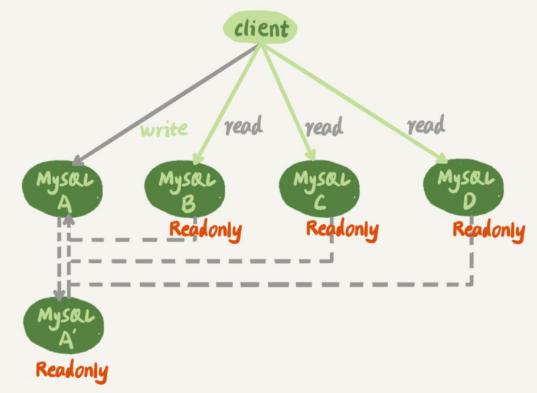 client
write
read
read
read
MySQL
A
MySQL
B
MySQL
C
MySQL
D
Readonly
Readonly
Readonly
MySQL
A'
Readonly